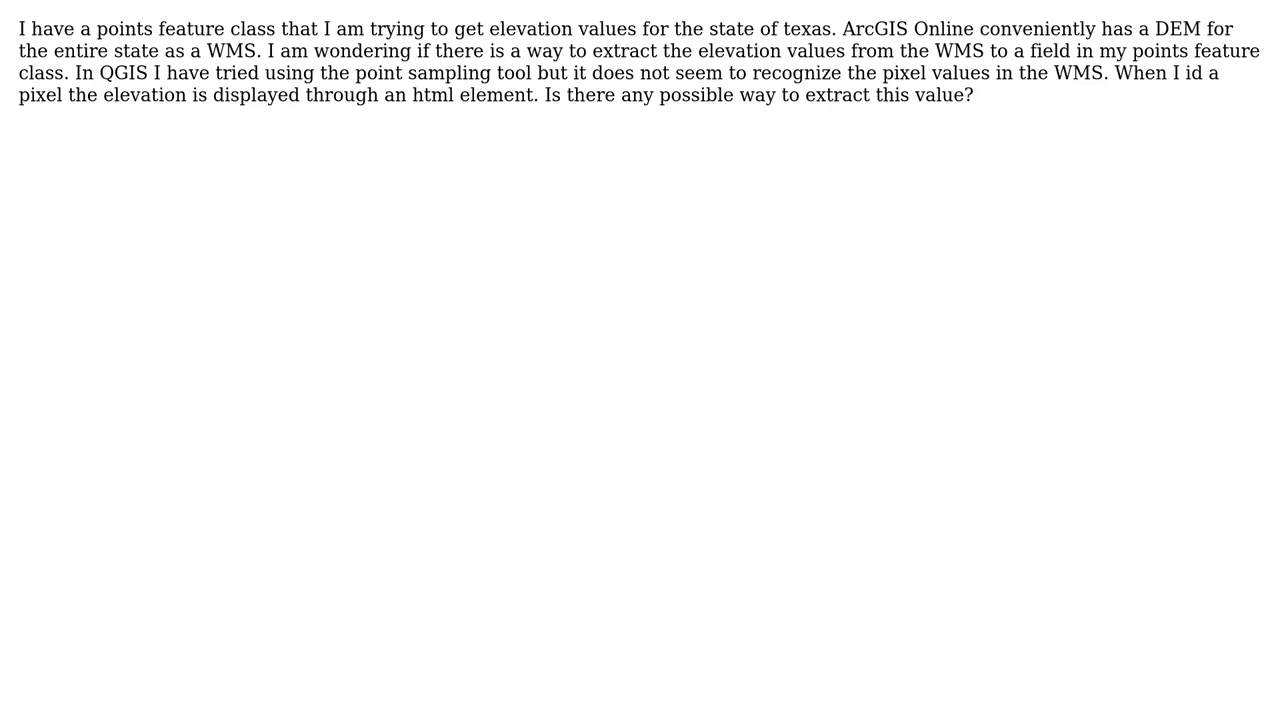 I have a points feature class that I am trying to get elevation values for the state of texas. ArcGIS Online conveniently has a DEM for
the entire state as a WMS. I am wondering if there is a way to extract the elevation values from the WMS to a field in my points feature
class. In QGIS I have tried using the point sampling tool but it does not seem to recognize the pixel values in the WMS. When I id a
pixel the elevation is displayed through an html element. Is there any possible way to extract this value?